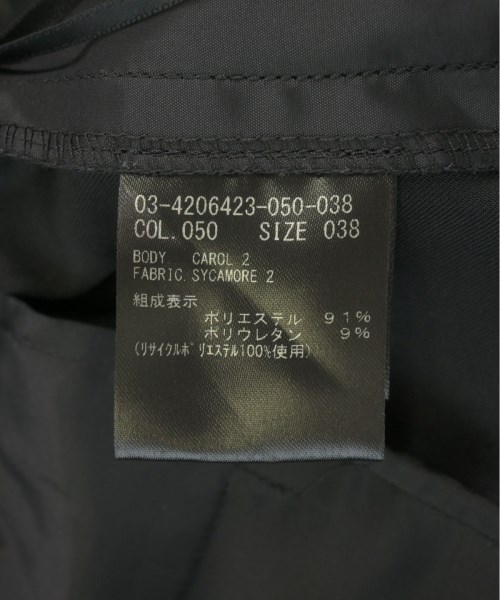 03-4206423-050-038
COL.050 SIZE 038
BODY CAROL 2
FABRIC.SYCAMORE 2
組成表示
ポリエステル 91%
ポリウレタン 9%
(ﾘｻｲｸﾙﾎﾟﾘｴｽﾃﾙ100%使用)